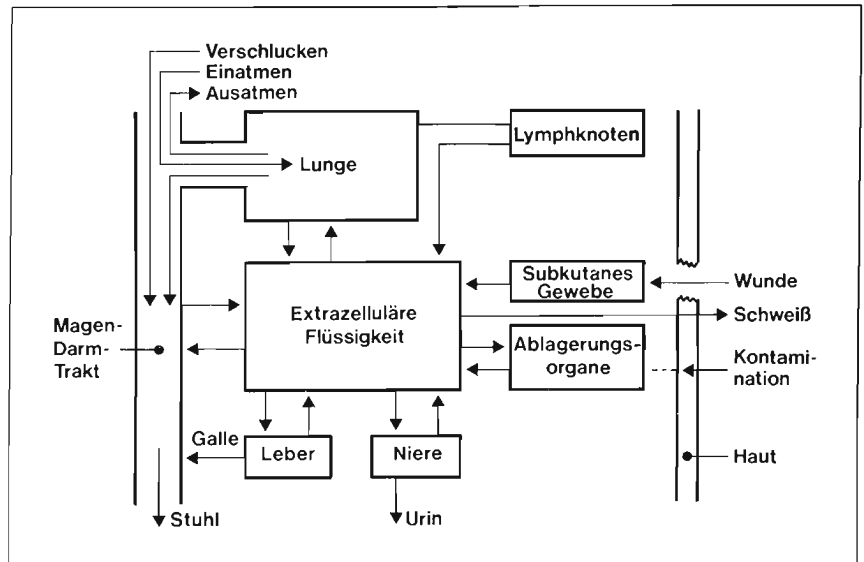 Verschlucken
Einatmen
Ausatmen
Lunge
Lymphknoten
Extrazelluläre
Flüssigkeit
Subkutanes
Gewebe
Wunde
Schweiß
Magen-
Darm-
Trakt
Ablagerungs-
organe
Kontami-
nation
Galle
Leber
Niere
Haut
Stuhl
Urin